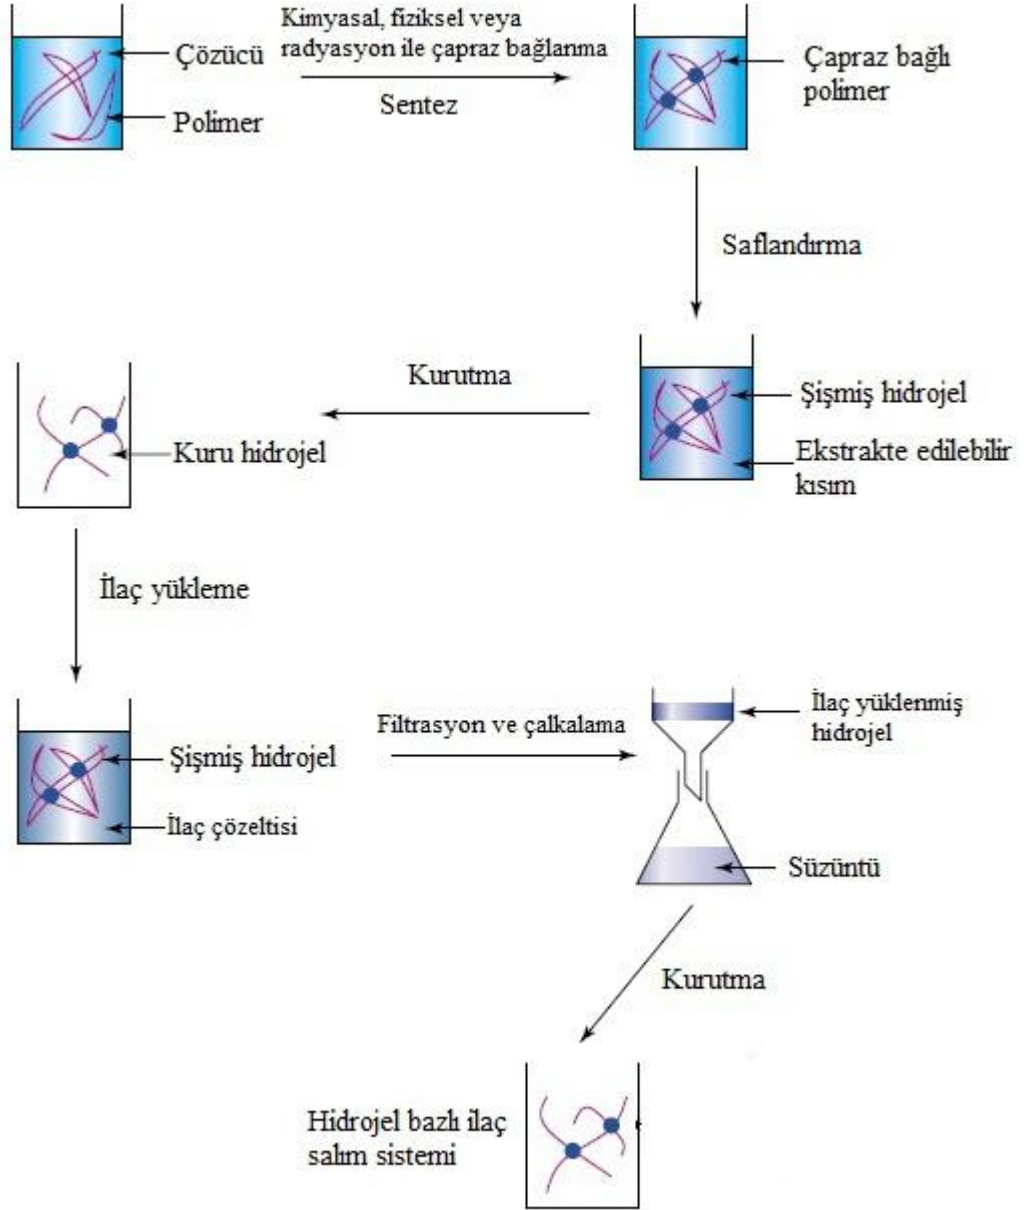 Kimyasal, fiziksel veya
radyasyon ile çapraz bağlanma
Sentez
Çözücü
Polimer
Çapraz bağlı
polimer
Saflandırma
Şişmiş hidrojel
Ekstrakte edilebilir
kısım
Kurutma
Kuru hidrojel
İlaç yükleme
Şişmiş hidrojel
İlaç çözeltisi
Filtrasyon ve çalkalama
İlaç yüklenmiş
hidrojel
Süzüntü
Kurutma
Hidrojel bazlı ilaç
salım sistemi